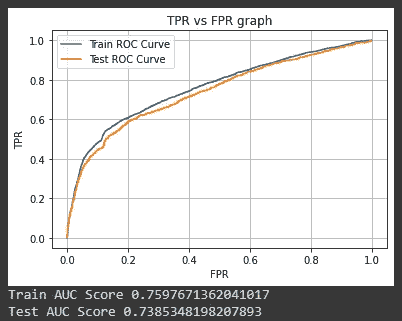 TPR vs FPR graph
Train ROC Curve
Test ROC Curve
1.0
0.8
0.6
0.4
0.2
0.0
TPR
0.0 0.2 0.4 0.6 0.8 1.0
FPR
Train AUC Score 0.7597671362041017
Test AUC Score 0.7385348198207893